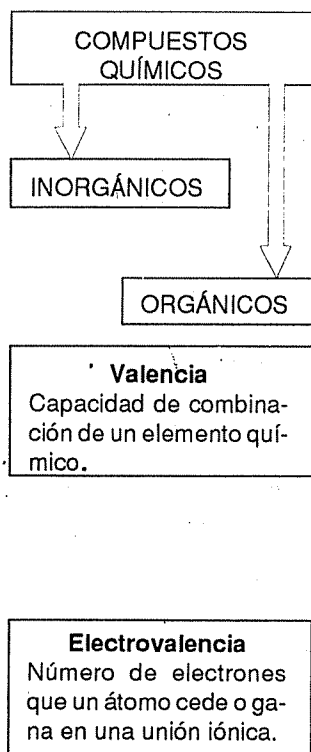 COMPUESTOS
QUÍMICOS
INORGÁNICOS
ORGÁNICOS
Valencia
Capacidad de combina-
ción de un elemento quí-
mico.
Electrovalencia
Número de electrones
que un átomo cede o ga-
na en una unión iónica.